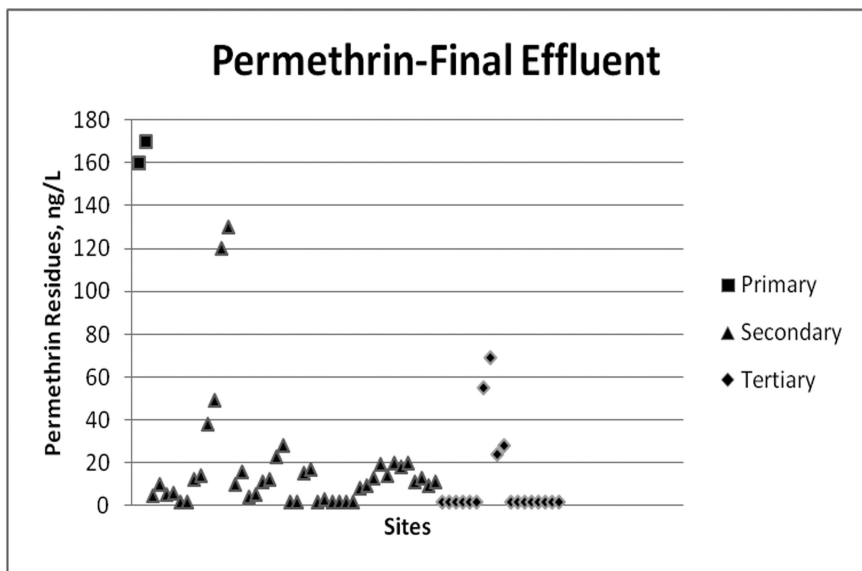 Permethrin-Final Effluent
Permethrin Residues, ng/L
180
160
140
120
100
80
60
40
20
0
Sites
Primary
Secondary
Tertiary